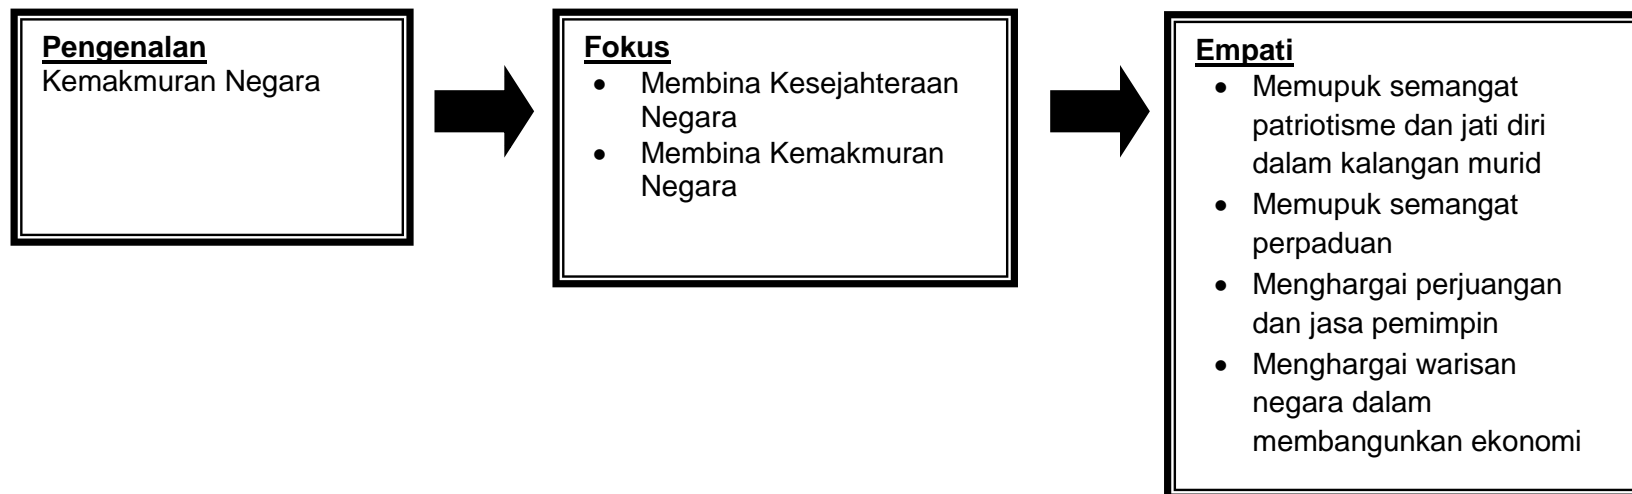 Pengenalan
Kemakmuran Negara
Fokus
• Membina Kesejahteraan
Negara
• Membina Kemakmuran
Negara
Empati
• Memupuk semangat
patriotisme dan jati diri
dalam kalangan murid
• Memupuk semangat
perpaduan
• Menghargai perjuangan
dan jasa pemimpin
• Menghargai warisan
negara dalam
membangunkan ekonomi